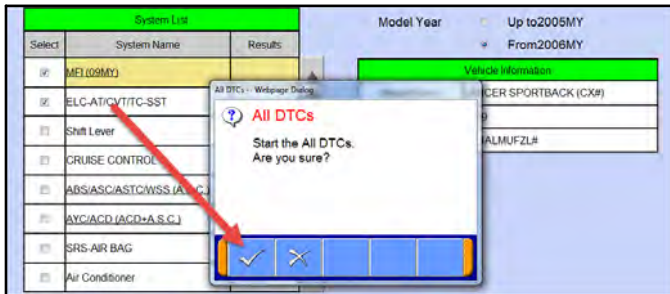 System List
Model Year
Up to2005MY
From2006MY
Select
System Name
Results
Vehicle Information
MFI (09MY)
All DTCs -- Webpage Dialog
ELC-AT/CVT/TC-SST
All DTCs
CER SPORTBACK (CX#)
Shift Lever
Start the All DTCs.
9
Are you sure?
ALMUFZL#
CRUISE CONTROL
ABS/ASC/ASTC/WSS (A.S.C.)
AYC/ACD (ACD+A.S.C.)
SRS-AIR BAG
Air Conditioner